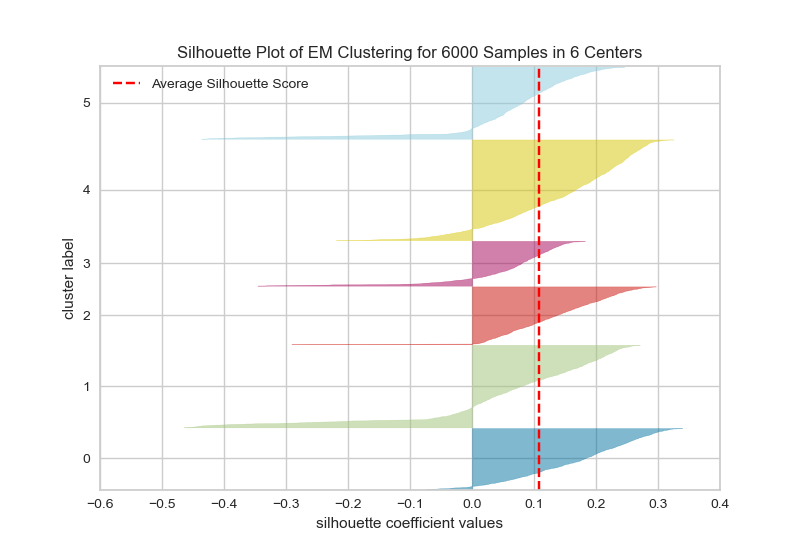 Silhouette Plot of EM Clustering for 6000 Samples in 6 Centers
Average Silhouette Score
5
4
3
2
1
0
cluster label
−0.6 −0.5 −0.4 −0.3 −0.2 −0.1 0.0 0.1 0.2 0.3 0.4
silhouette coefficient values